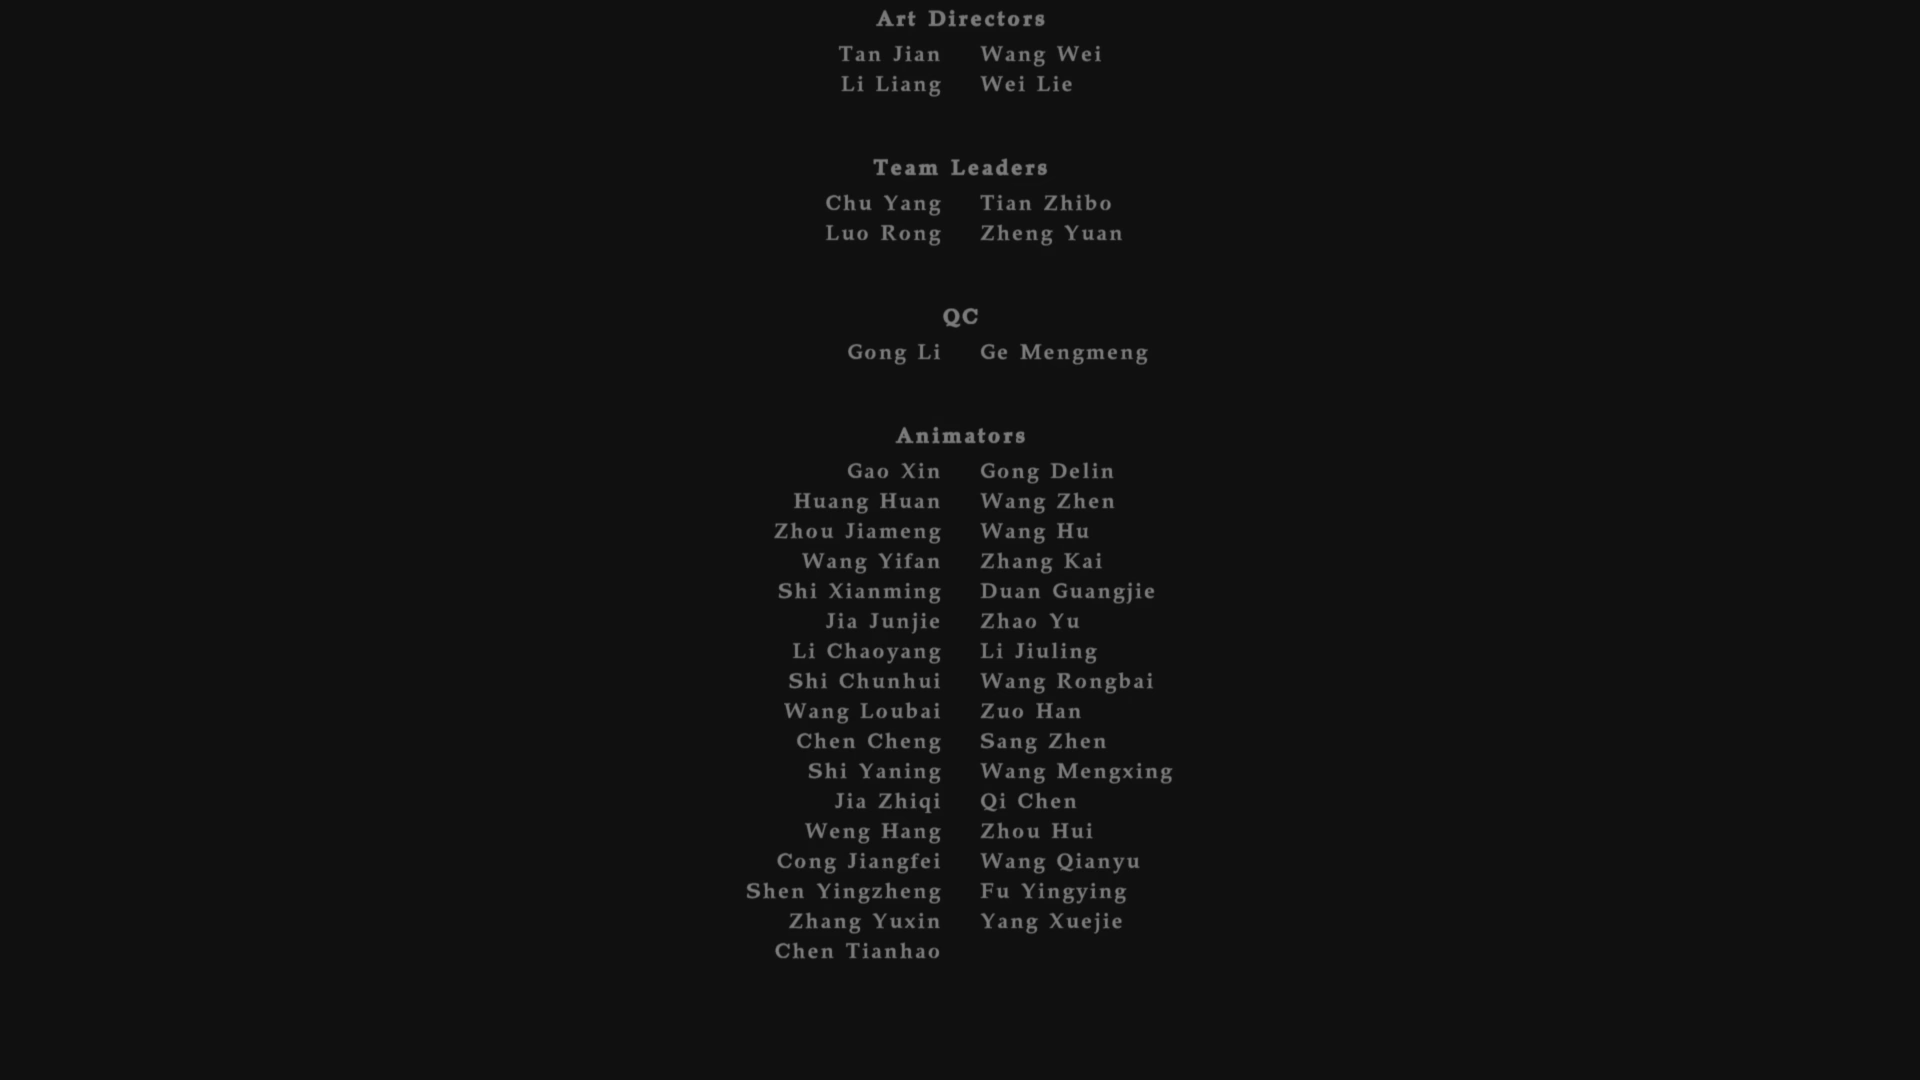 Art Directors
Tan Jian Wang Wei
Li Liang Wei Lie
Team Leaders
Chu Yang Tian Zhibo
Luo Rong Zheng Yuan
QC
Gong Li Ge Mengmeng
Animators
Gao Xin Gong Delin
Huang Huan Wang Zhen
Zhou Jiameng Wang Hu
Wang Yifan Zhang Kai
Shi Xianming Duan Guangjie
Jia Junjie Zhao Yu
Li Chaoyang Li Jiuling
Shi Chunhui Wang Rongbai
Wang Loubai Zuo Han
Chen Cheng Sang Zhen
Shi Yaning Wang Mengxing
Jia Zhiqi Qi Chen
Weng Hang Zhou Hui
Cong Jiangfei Wang Qianyu
Shen Yingzheng Fu Yingying
Zhang Yuxin Yang Xuejie
Chen Tianhao